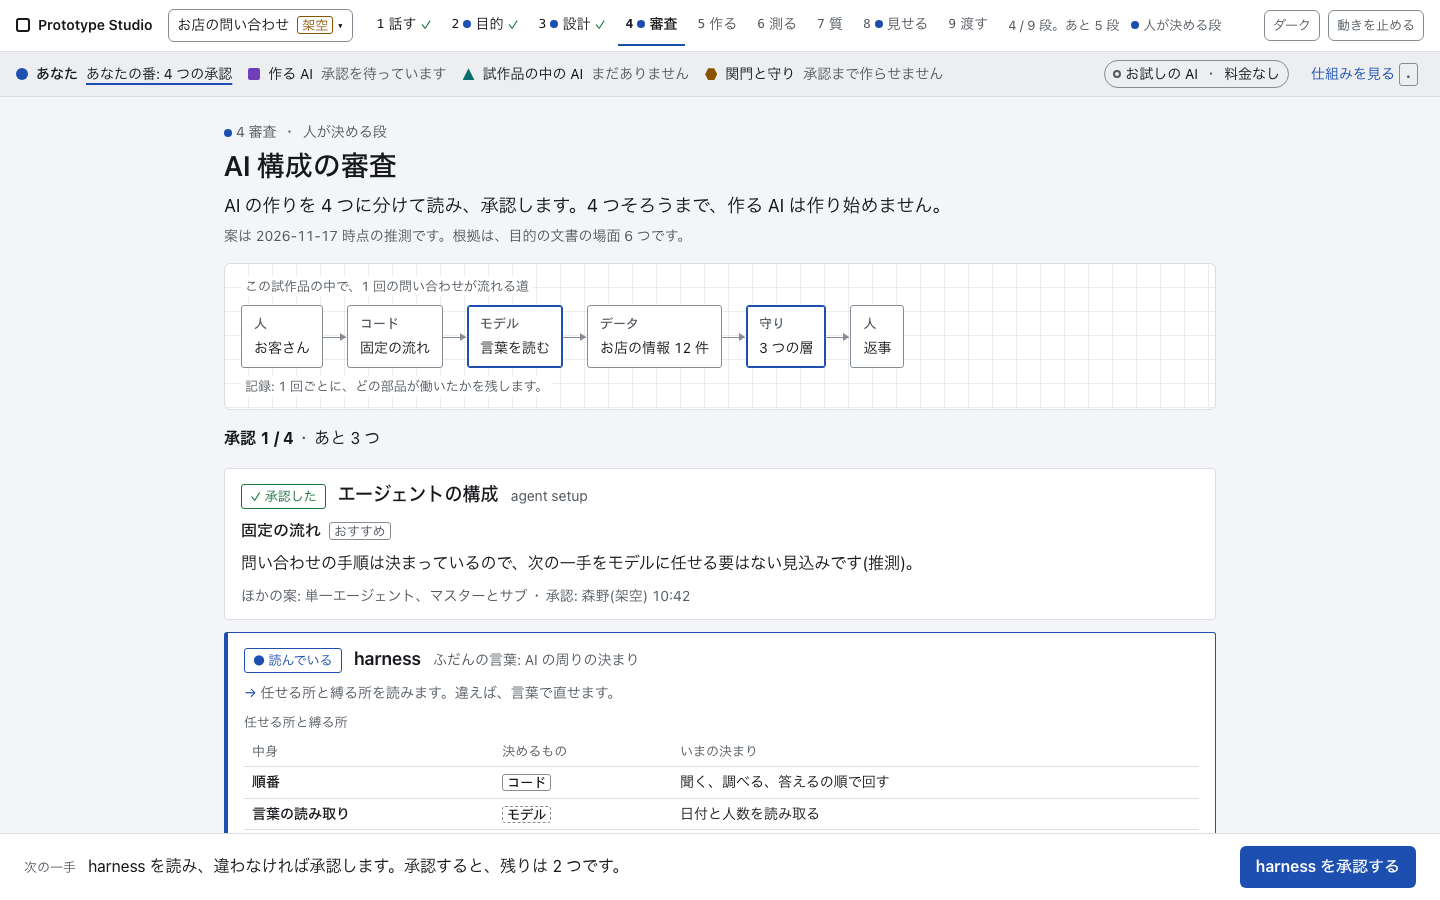 Prototype Studio お店の問い合わせ 架空 ▾ 1 話す ✓ 2 ● 目的 ✓ 3 ● 設計 ✓ 4 ● 審査 5 作る 6 測る 7 質 8 ● 見せる 9 渡す 4 / 9 段。あと 5 段 ● 人が決める段 ダーク 動きを止める
あなた あなたの番: 4 つの承認 作る AI 承認を待っています 試作品の中の AI まだありません 関門と守り 承認まで作らせません お試しの AI ・ 料金なし 仕組みを見る .
4 審査 ・ 人が決める段
AI 構成の審査
AI の作りを 4 つに分けて読み、承認します。4 つそろうまで、作る AI は作り始めません。
案は 2026-11-17 時点の推測です。根拠は、目的の文書の場面 6 つです。
この試作品の中で、1 回の問い合わせが流れる道
人 コード モデル データ 守り 人
お客さん 固定の流れ 言葉を読む お店の情報 12 件 3 つの層 返事
記録: 1 回ごとに、どの部品が働いたかを残します。
承認 1 / 4 · あと 3 つ
✓ 承認した エージェントの構成 agent setup
固定の流れ おすすめ
問い合わせの手順は決まっているので、次の一手をモデルに任せる要はない見込みです(推測)。
ほかの案: 単一エージェント、マスターとサブ · 承認: 森野(架空) 10:42
● 読んでいる harness ふだんの言葉: AI の周りの決まり
→ 任せる所と縛る所を読みます。違えば、言葉で直せます。
任せる所と縛る所
中身 決めるもの いまの決まり
順番 コード 聞く、調べる、答えるの順で回す
言葉の読み取り モデル 日付と人数を読み取る
次の一手 harness を読み、違わなければ承認します。承認すると、残りは 2 つです。 harness を承認する